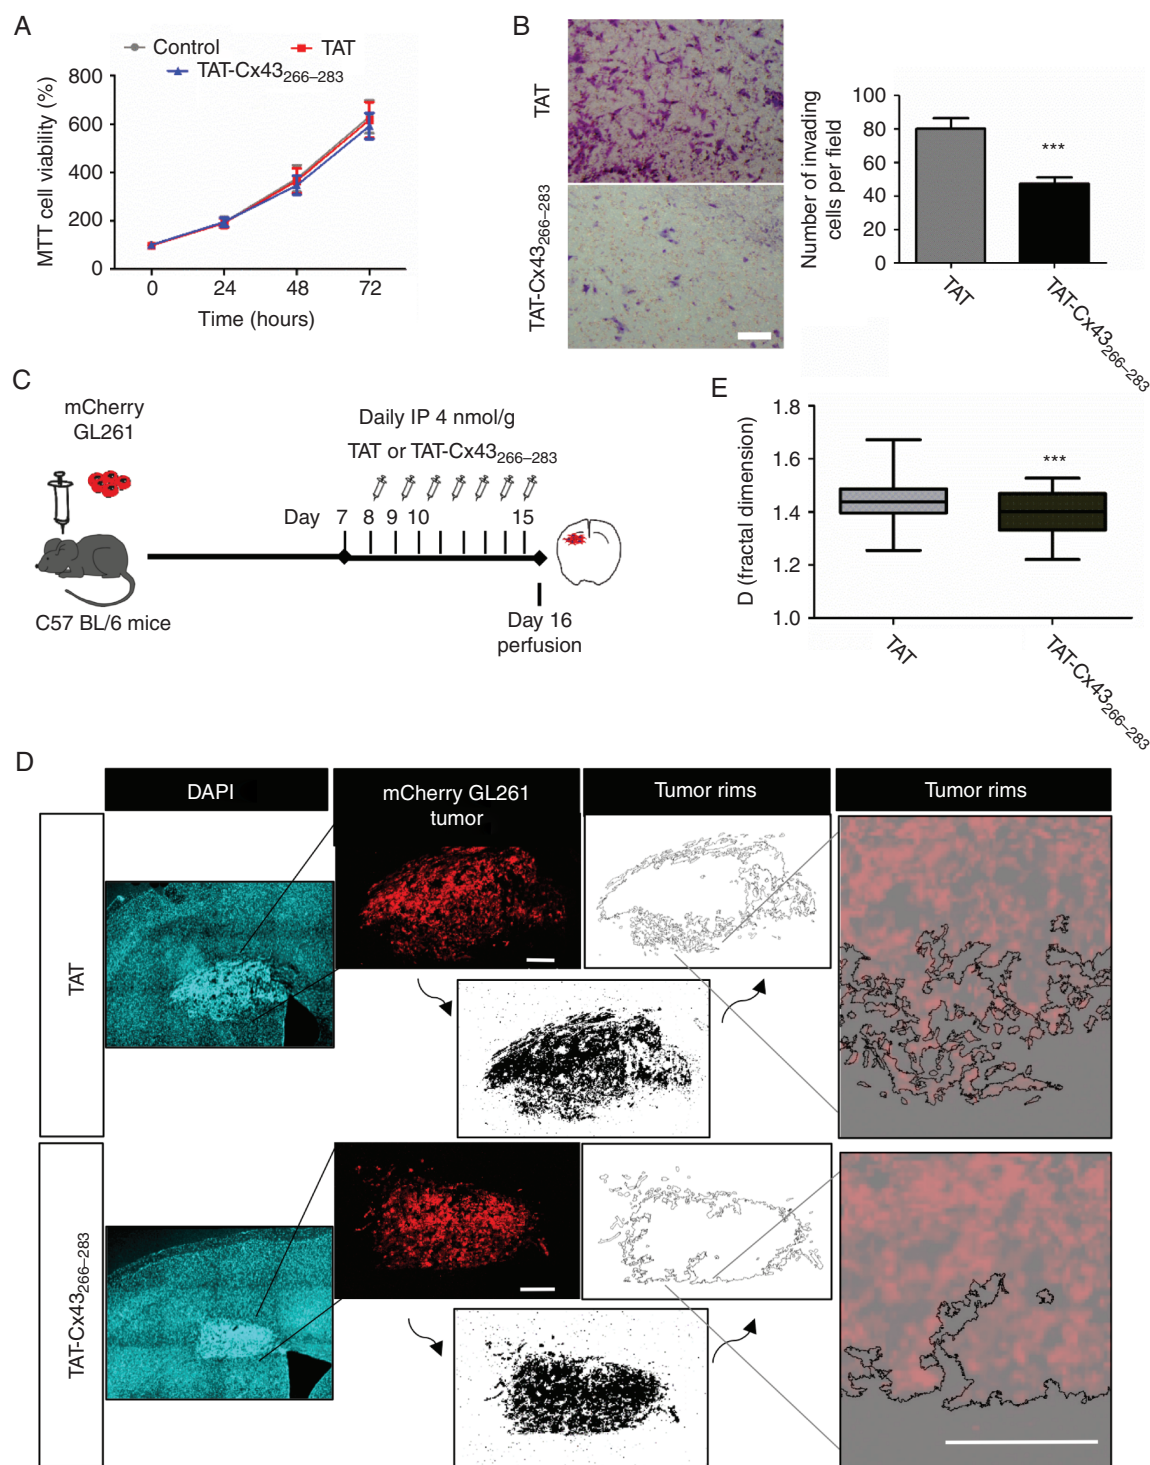 A
Control
TAT
TAT-Cx43266–283
MTT cell viability (%)
800
600
400
200
0
0 24 48 72
Time (hours)
B
TAT
TAT-Cx43266–283
Number of invading
cells per field
100
80
60
40
20
0
***
TAT
TAT-Cx43266–283
C
mCherry
GL261
C57 BL/6 mice
Daily IP 4 nmol/g
TAT or TAT-Cx43266–283
Day 7 8 9 10 15
Day 16
perfusion
E
D (fractal dimension)
1.8
1.6
1.4
1.2
1.0
***
TAT
TAT-Cx43266–283
D
DAPI
mCherry GL261
tumor
Tumor rims
Tumor rims
TAT
TAT-Cx43266–283